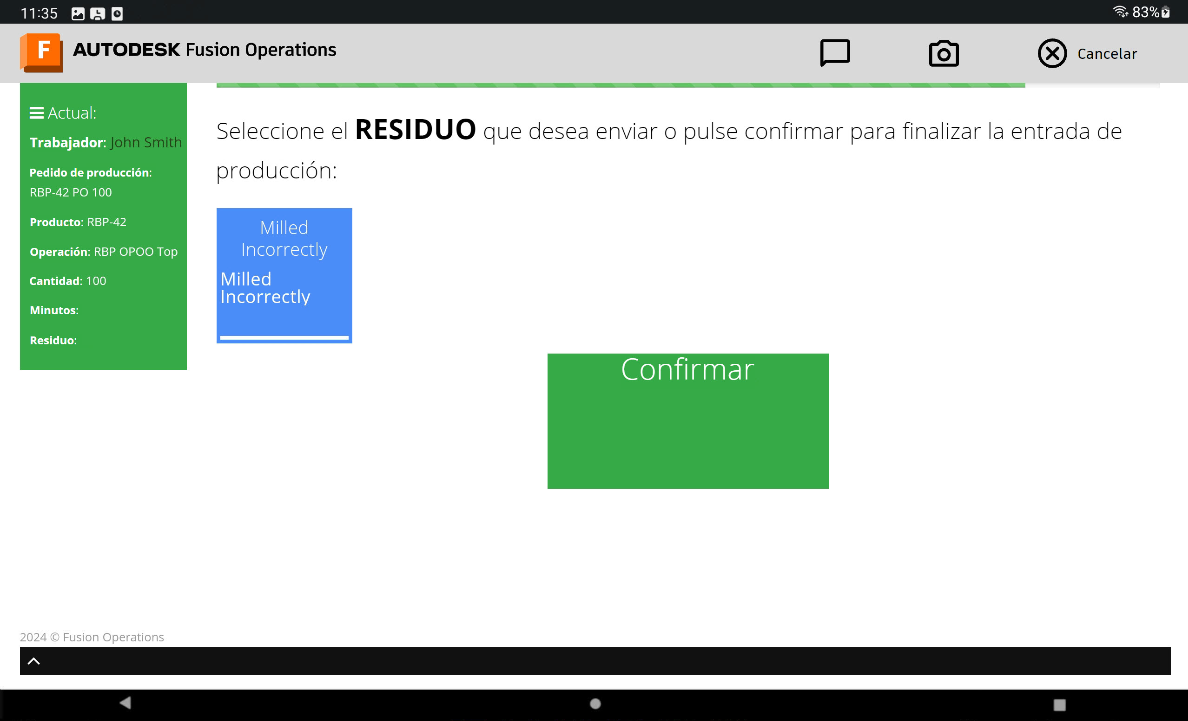 11:35
83%
F AUTODESK Fusion Operations
Cancelar
Actual:
Trabajador: John Smith
Pedido de producción:
RBP-42 PO 100
Producto: RBP-42
Operación: RBP OPOO Top
Cantidad: 100
Minutos:
Residuo:
Seleccione el RESIDUO que desea enviar o pulse confirmar para finalizar la entrada de
producción:
Milled
Incorrectly
Milled
Incorrectly
Confirmar
2024 © Fusion Operations